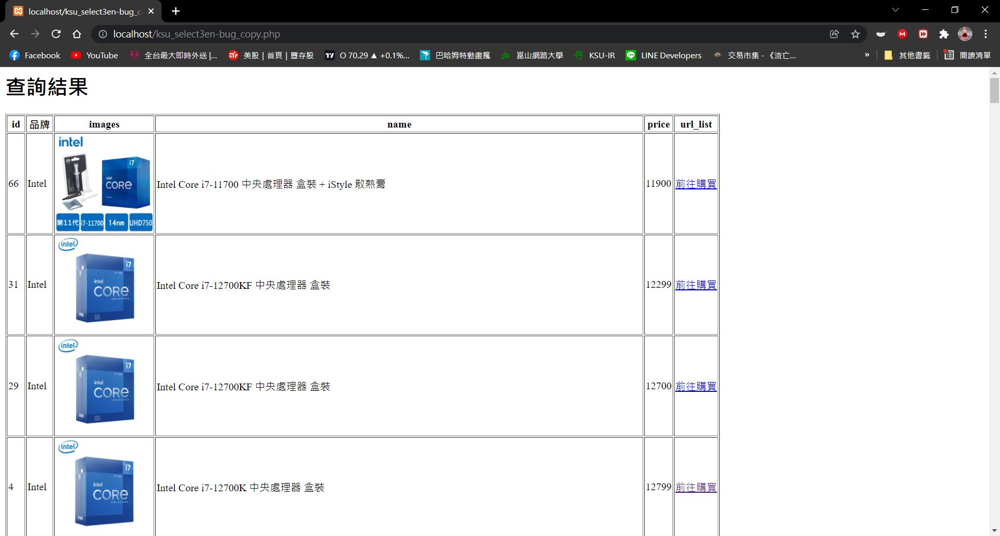 localhost/ksu_select3en-bug_c
localhost/ksu_select3en-bug_copy.php
Facebook YouTube 全台最大即時外送 |... 美股 | 首頁 | 豐存股 O 70.29 ▲ +0.1%... 巴哈姆特動畫瘋 崑山網路大學 KSU-IR LINE Developers 交易市集 - 《流亡... » 其他書籤 閱讀清單
查詢結果
id 品牌 images name price url_list
intel
i7
intel
CORE
66 Intel Intel Core i7-11700 中央處理器 盒裝 + iStyle 散熱膏 11900 前往購買
第11代 i7-11700 14nm UHD750
intel
i7
intel
CORE
UNLOCKED
31 Intel Intel Core i7-12700KF 中央處理器 盒裝 12299 前往購買
intel
intel
i7
intel
CORE
UNLOCKED
29 Intel Intel Core i7-12700KF 中央處理器 盒裝 12700 前往購買
intel
intel
i7
intel
CORE
UNLOCKED
4 Intel Intel Core i7-12700K 中央處理器 盒裝 12799 前往購買
intel